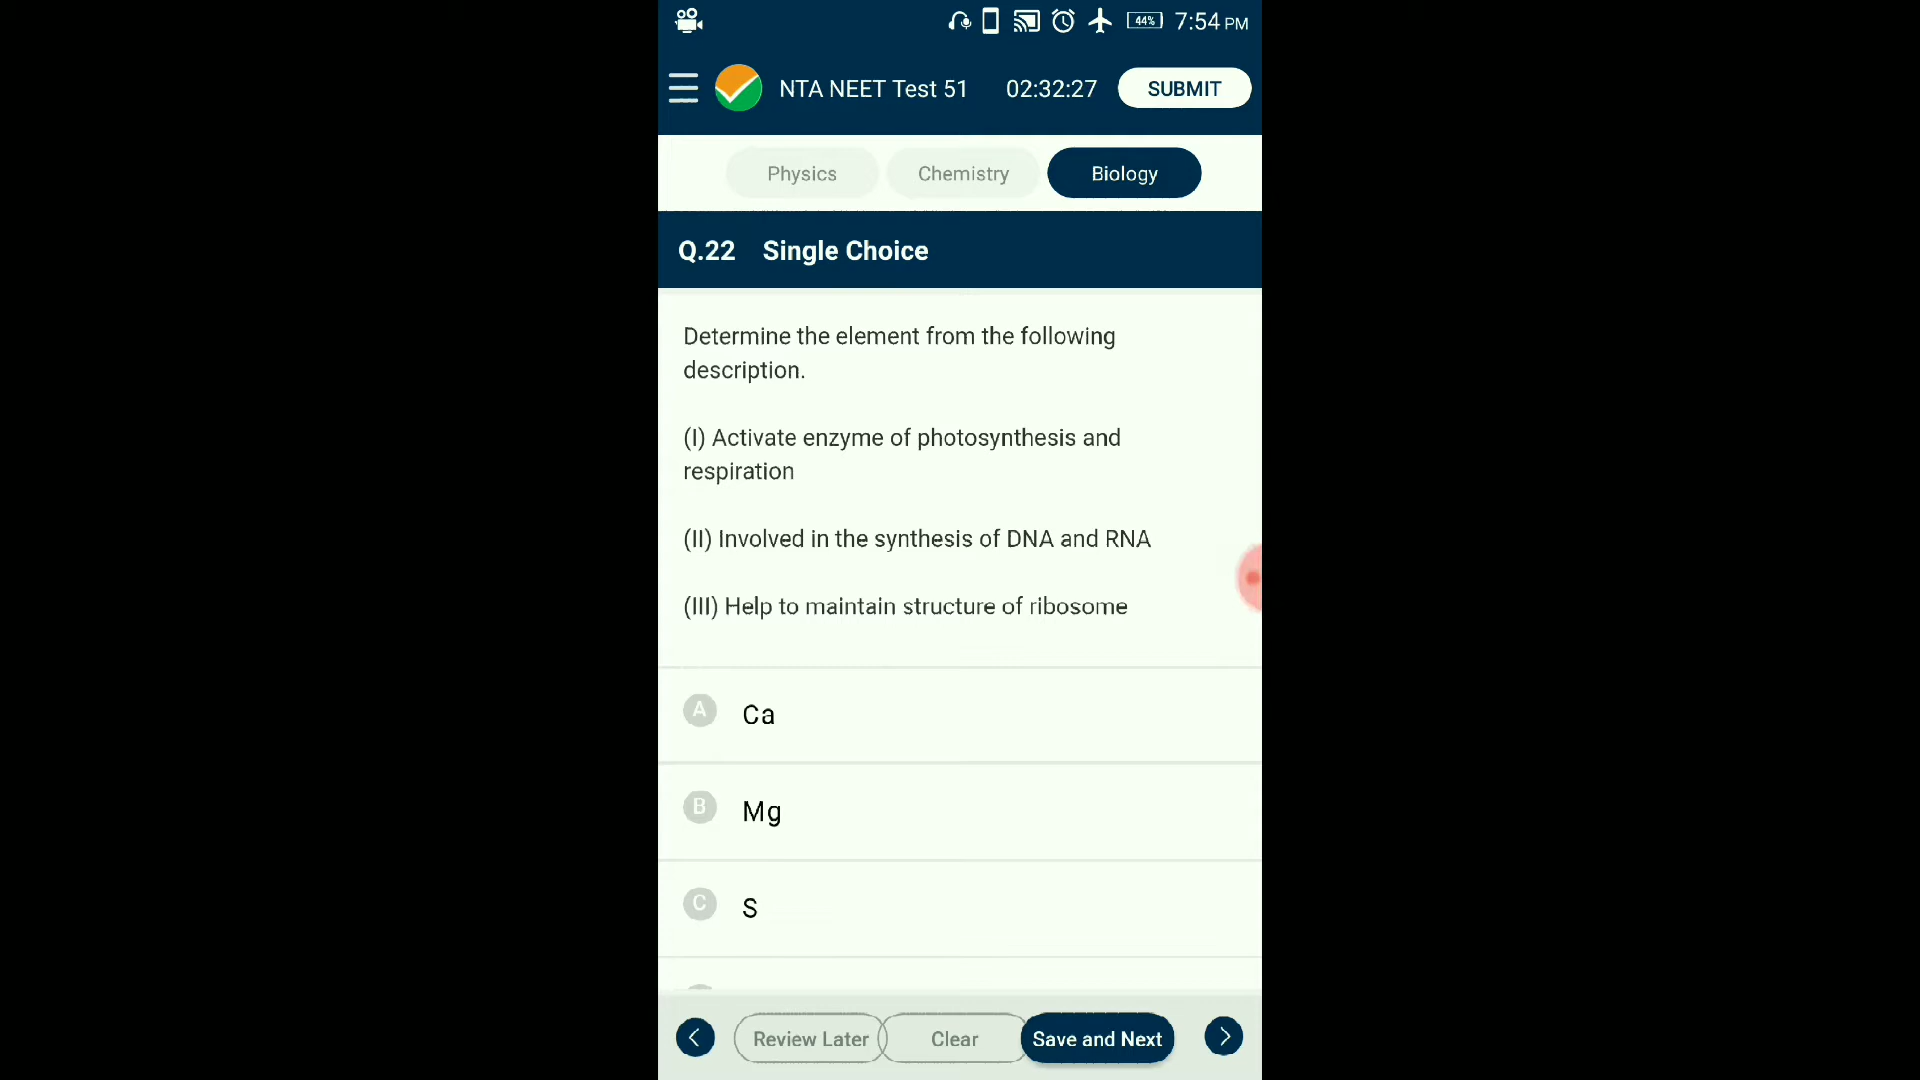 44% 7:54 PM
NTA NEET Test 51 02:32:27 SUBMIT
Physics Chemistry Biology
Q.22 Single Choice
Determine the element from the following
description.
(I) Activate enzyme of photosynthesis and
respiration
(II) Involved in the synthesis of DNA and RNA
(III) Help to maintain structure of ribosome
A Ca
B Mg
C S
Review Later Clear Save and Next